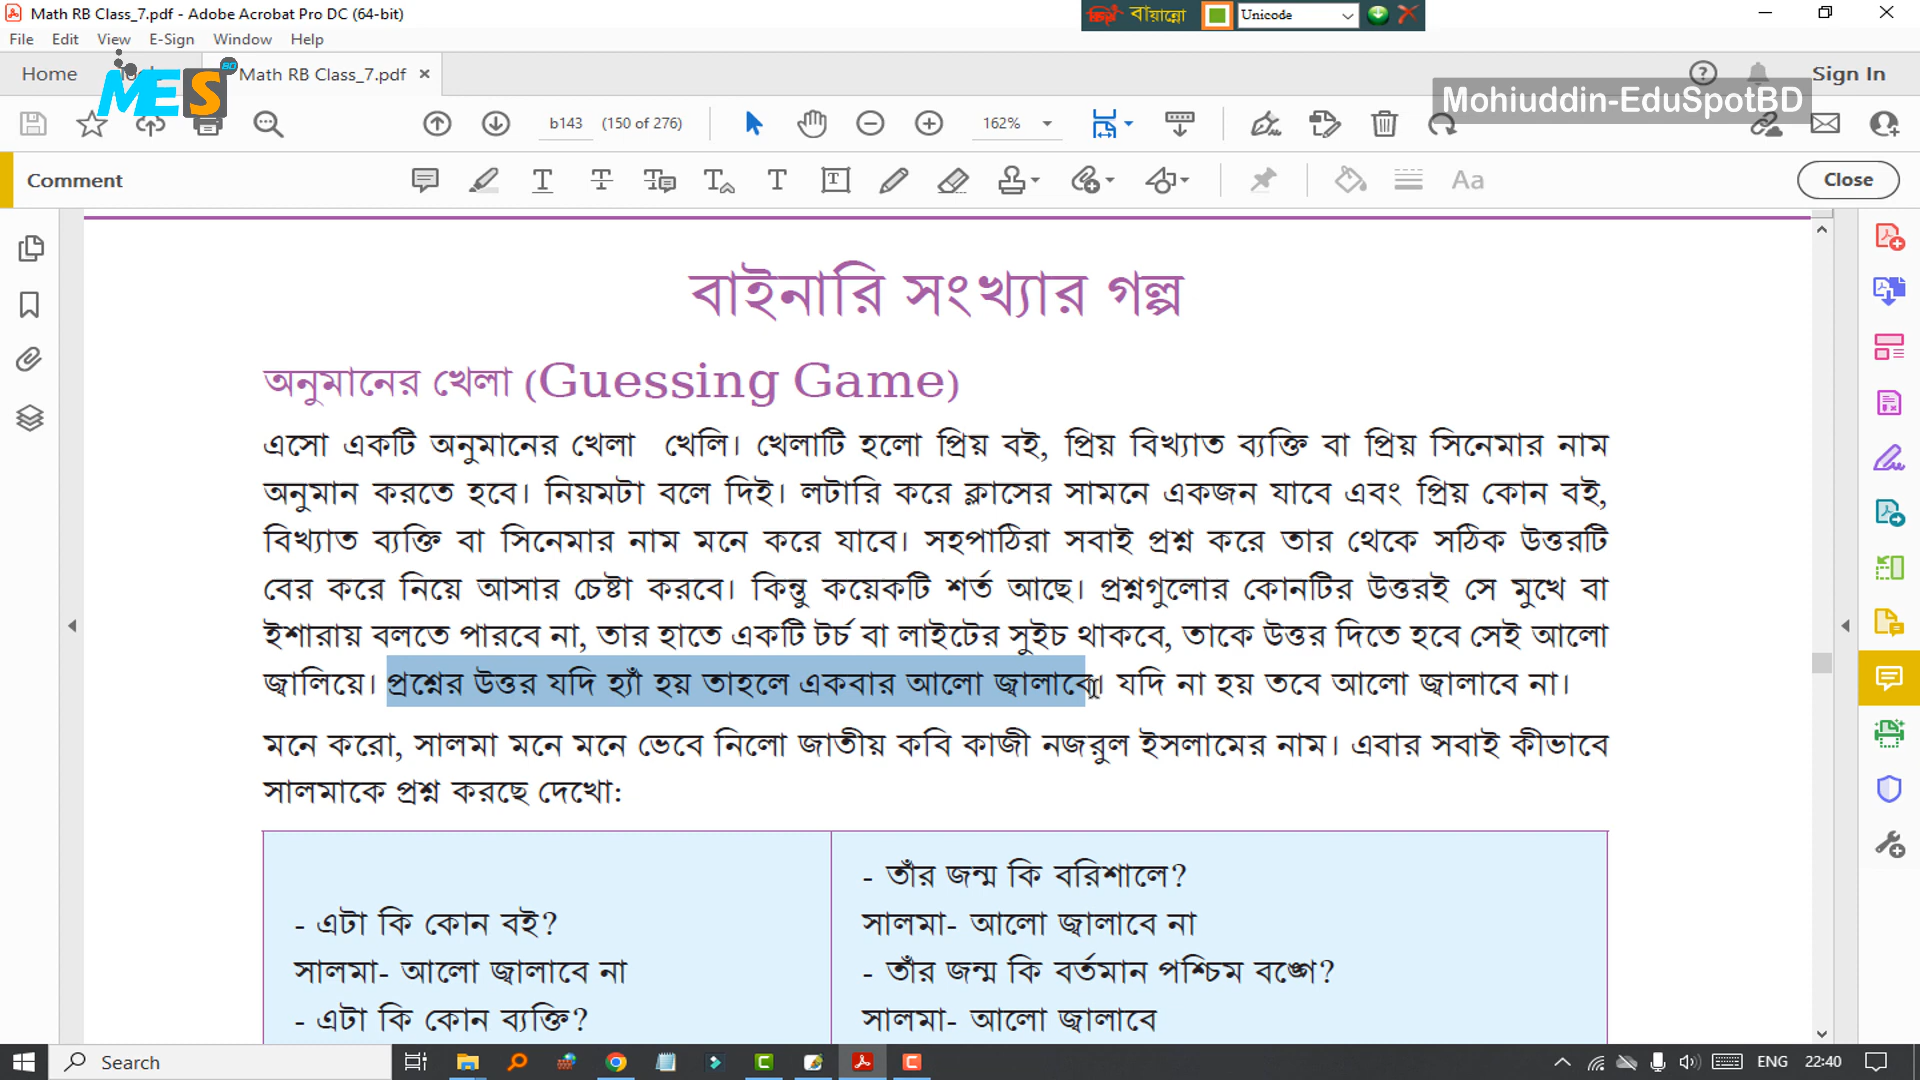 Math RB Class_7.pdf - Adobe Acrobat Pro DC (64-bit)
বায়ান্নো
Unicode
File Edit View E-Sign Window Help
Home
MES BD
Math RB Class_7.pdf
Sign In
Mohiuddin-EduSpotBD
b143 (150 of 276)
162%
Comment
Close
বাইনারি সংখ্যার গল্প
অনুমানের খেলা (Guessing Game)
এসো একটি অনুমানের খেলা খেলি। খেলাটি হলো প্রিয় বই, প্রিয় বিখ্যাত ব্যক্তি বা প্রিয় সিনেমার নাম
অনুমান করতে হবে। নিয়মটা বলে দিই। লটারি করে ক্লাসের সামনে একজন যাবে এবং প্রিয় কোন বই,
বিখ্যাত ব্যক্তি বা সিনেমার নাম মনে করে যাবে। সহপাঠিরা সবাই প্রশ্ন করে তার থেকে সঠিক উত্তরটি
বের করে নিয়ে আসার চেষ্টা করবে। কিন্তু কয়েকটি শর্ত আছে। প্রশ্নগুলোর কোনটির উত্তরই সে মুখে বা
ইশারায় বলতে পারবে না, তার হাতে একটি টর্চ বা লাইটের সুইচ থাকবে, তাকে উত্তর দিতে হবে সেই আলো
জ্বালিয়ে। প্রশ্নের উত্তর যদি হ্যাঁ হয় তাহলে একবার আলো জ্বালাবে। যদি না হয় তবে আলো জ্বালাবে না।
মনে করো, সালমা মনে মনে ভেবে নিলো জাতীয় কবি কাজী নজরুল ইসলামের নাম। এবার সবাই কীভাবে
সালমাকে প্রশ্ন করছে দেখো:
- এটা কি কোন বই?
সালমা- আলো জ্বালাবে না
- এটা কি কোন ব্যক্তি?
- তাঁর জন্ম কি বরিশালে?
সালমা- আলো জ্বালাবে না
- তাঁর জন্ম কি বর্তমান পশ্চিম বঙ্গে?
সালমা- আলো জ্বালাবে
Search
ENG 22:40